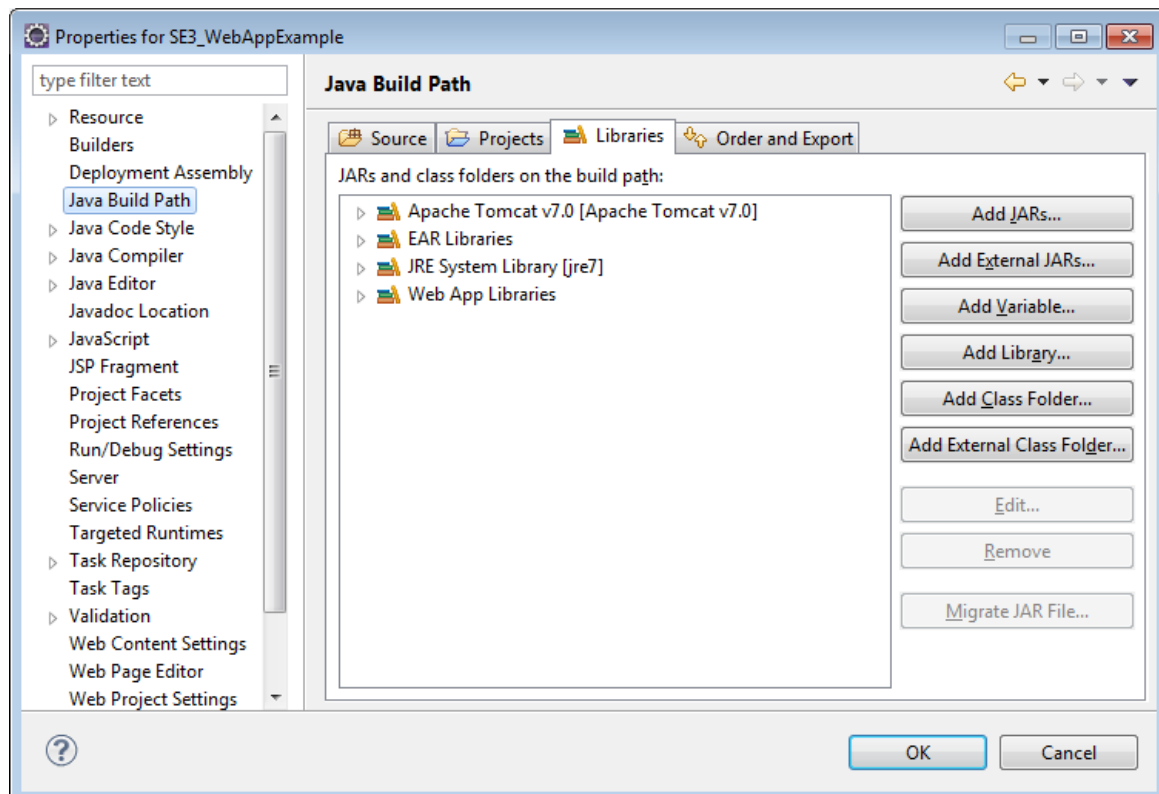 Properties for SE3_WebAppExample
type filter text
Resource
Builders
Deployment Assembly
Java Build Path
Java Code Style
Java Compiler
Java Editor
Javadoc Location
JavaScript
JSP Fragment
Project Facets
Project References
Run/Debug Settings
Server
Service Policies
Targeted Runtimes
Task Repository
Task Tags
Validation
Web Content Settings
Web Page Editor
Web Project Settings
Java Build Path
Source Projects Libraries Order and Export
JARs and class folders on the build path:
Apache Tomcat v7.0 [Apache Tomcat v7.0]
EAR Libraries
JRE System Library [jre7]
Web App Libraries
Add JARs...
Add External JARs...
Add Variable...
Add Library...
Add Class Folder...
Add External Class Folder...
Edit...
Remove
Migrate JAR File...
?
OK Cancel